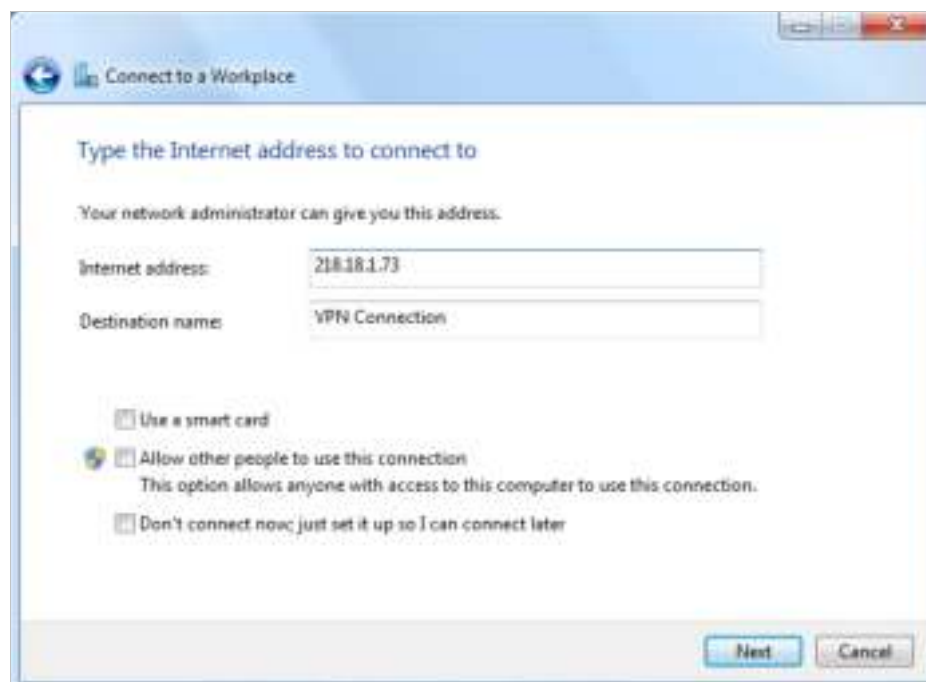 Connect to a Workplace
Type the Internet address to connect to
Your network administrator can give you this address.
Internet address:
218.18.1.73
Destination name:
VPN Connection
Use a smart card
Allow other people to use this connection
This option allows anyone with access to this computer to use this connection.
Don't connect now; just set it up so I can connect later
Next
Cancel